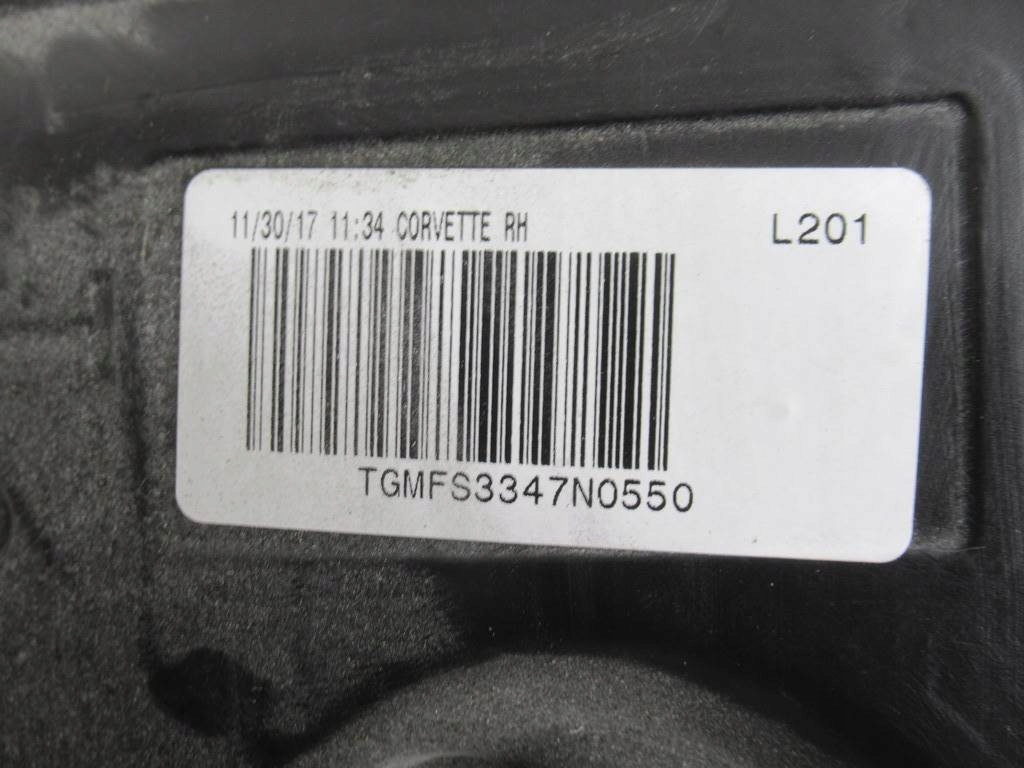 11/30/17 11:34 CORVETTE RH
L201
TGMFS3347N0550